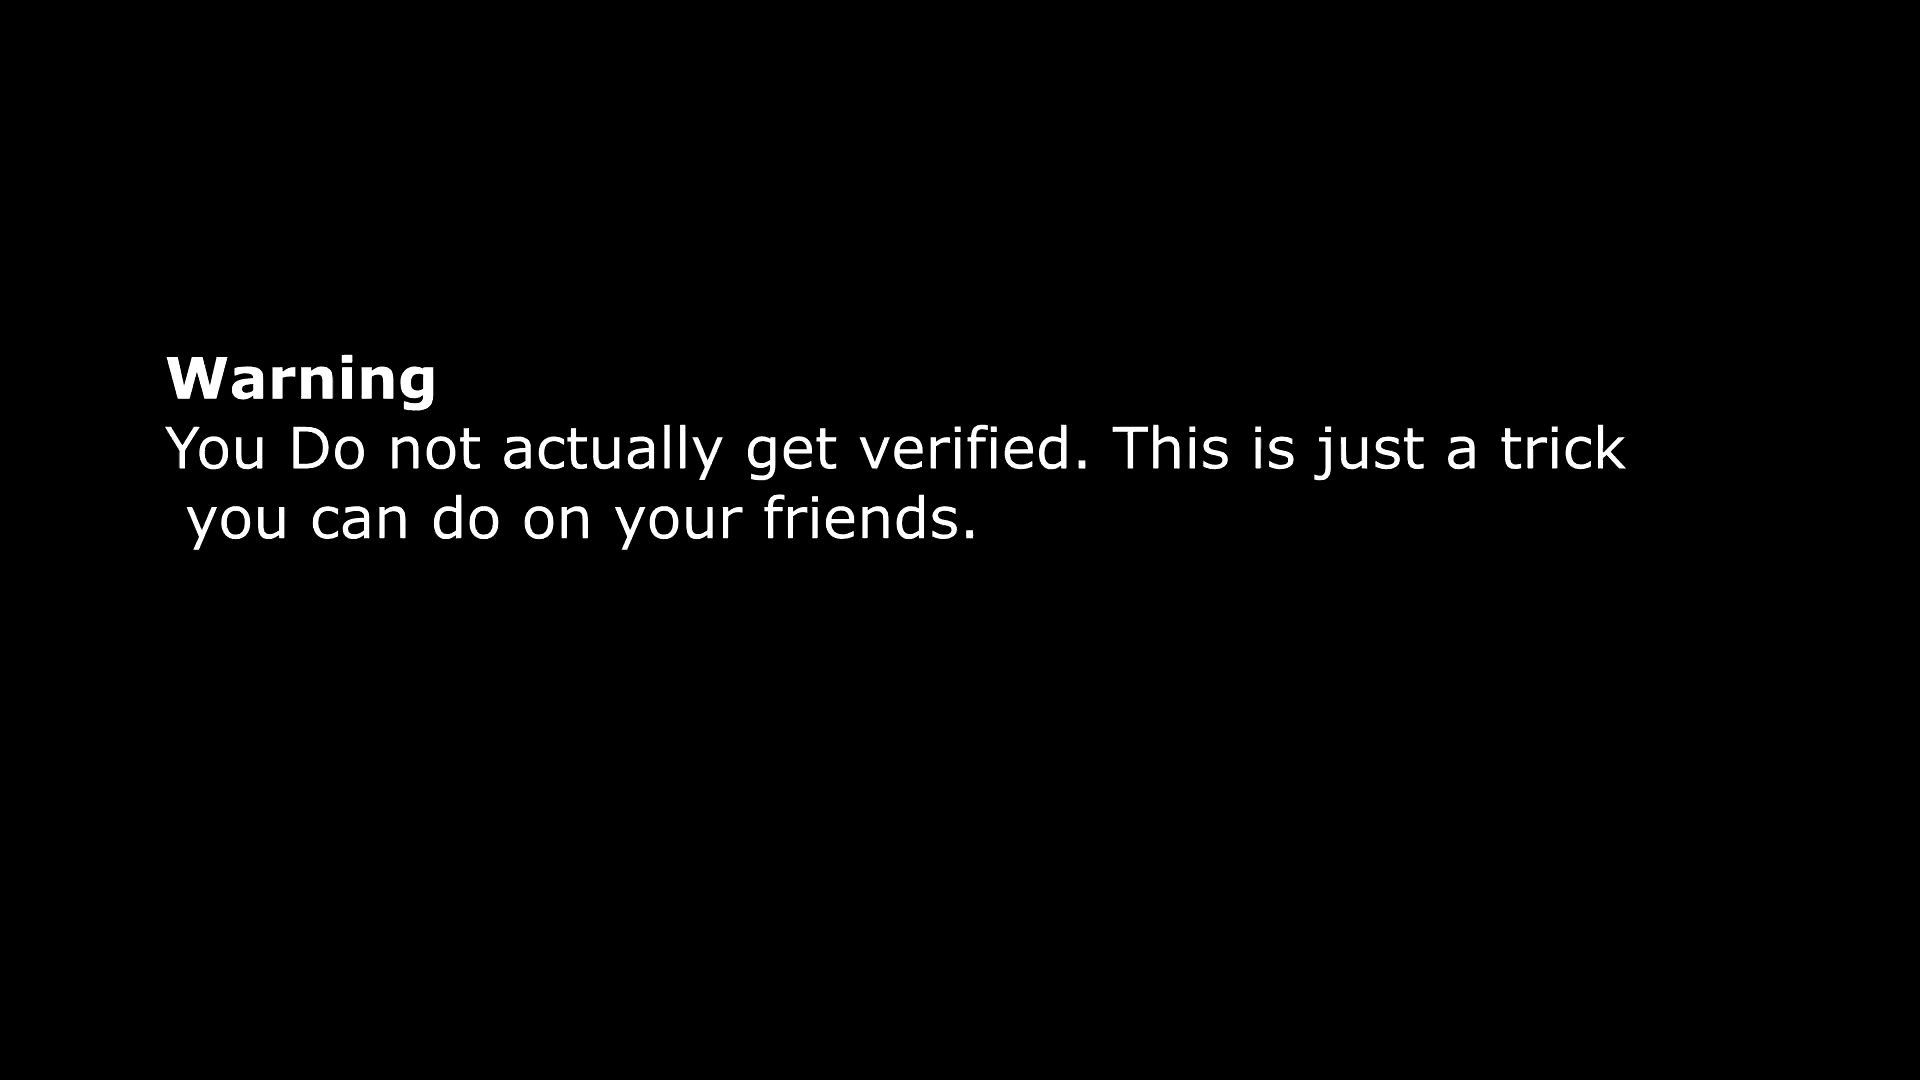 Warning
You Do not actually get verified. This is just a trick
you can do on your friends.